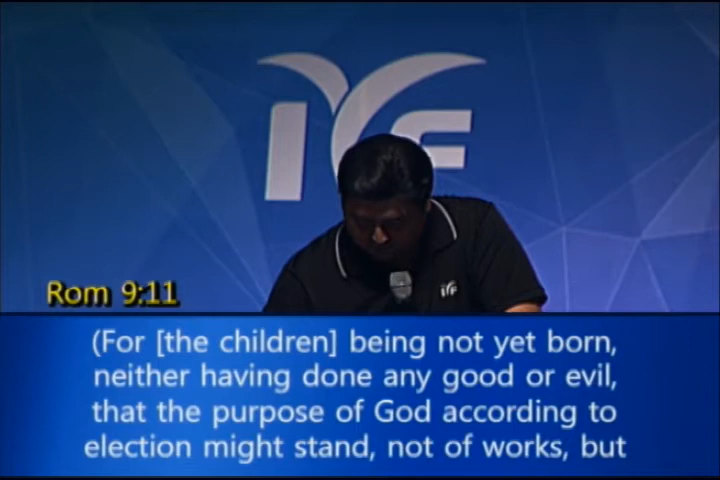 IYF
IYF
Rom 9:11
(For [the children] being not yet born,
neither having done any good or evil,
that the purpose of God according to
election might stand, not of works, but